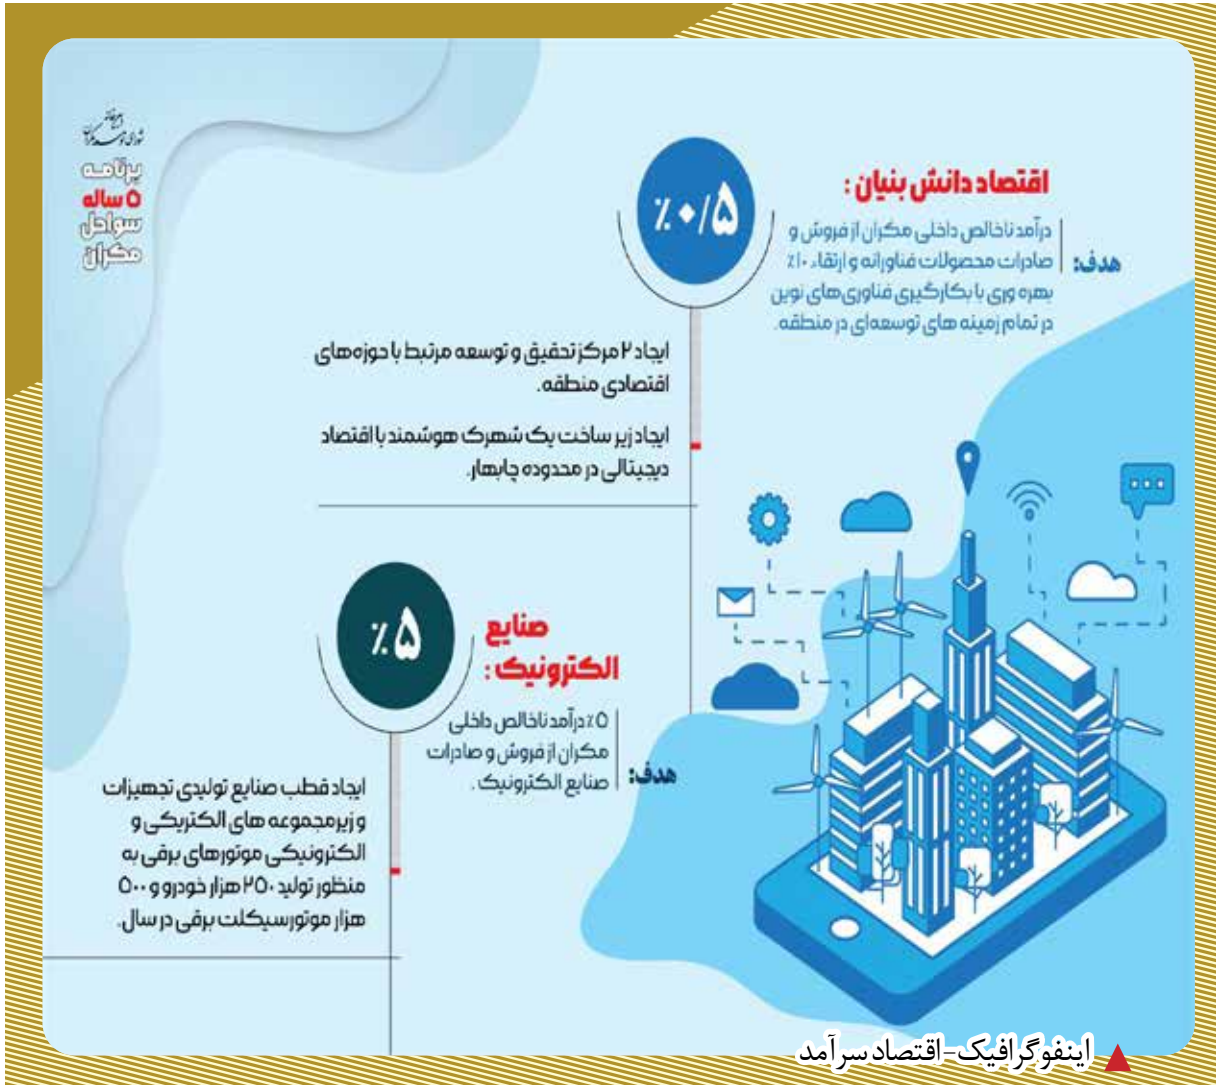 شورای توسعه مکران
برنامه
۵ ساله
سواحل
مکران
٪۰/۵
اقتصاد دانش بنیان :
هدف:
درآمد ناخالص داخلی مکران از فروش و
صادرات محصولات فناورانه و ارتقاء ۱۰٪
بهره وری با بکارگیری فناوری‌های نوین
در تمام زمینه های توسعه‌ای در منطقه.
ایجاد ۲ مرکز تحقیق و توسعه مرتبط با حوزه‌های
اقتصادی منطقه.
ایجاد زیر ساخت یک شهرک هوشمند با اقتصاد
دیجیتالی در محدوده چابهار.
٪۵
صنایع
الکترونیک :
هدف:
۵٪ درآمد ناخالص داخلی
مکران از فروش و صادرات
صنایع الکترونیک .
ایجاد قطب صنایع تولیدی تجهیزات
و زیرمجموعه های الکتریکی و
الکترونیکی موتورهای برقی به
منظور تولید ۲۵۰ هزار خودرو و ۵۰۰
هزار موتورسیکلت برقی در سال.
اینفوگرافیک-اقتصاد سرآمد